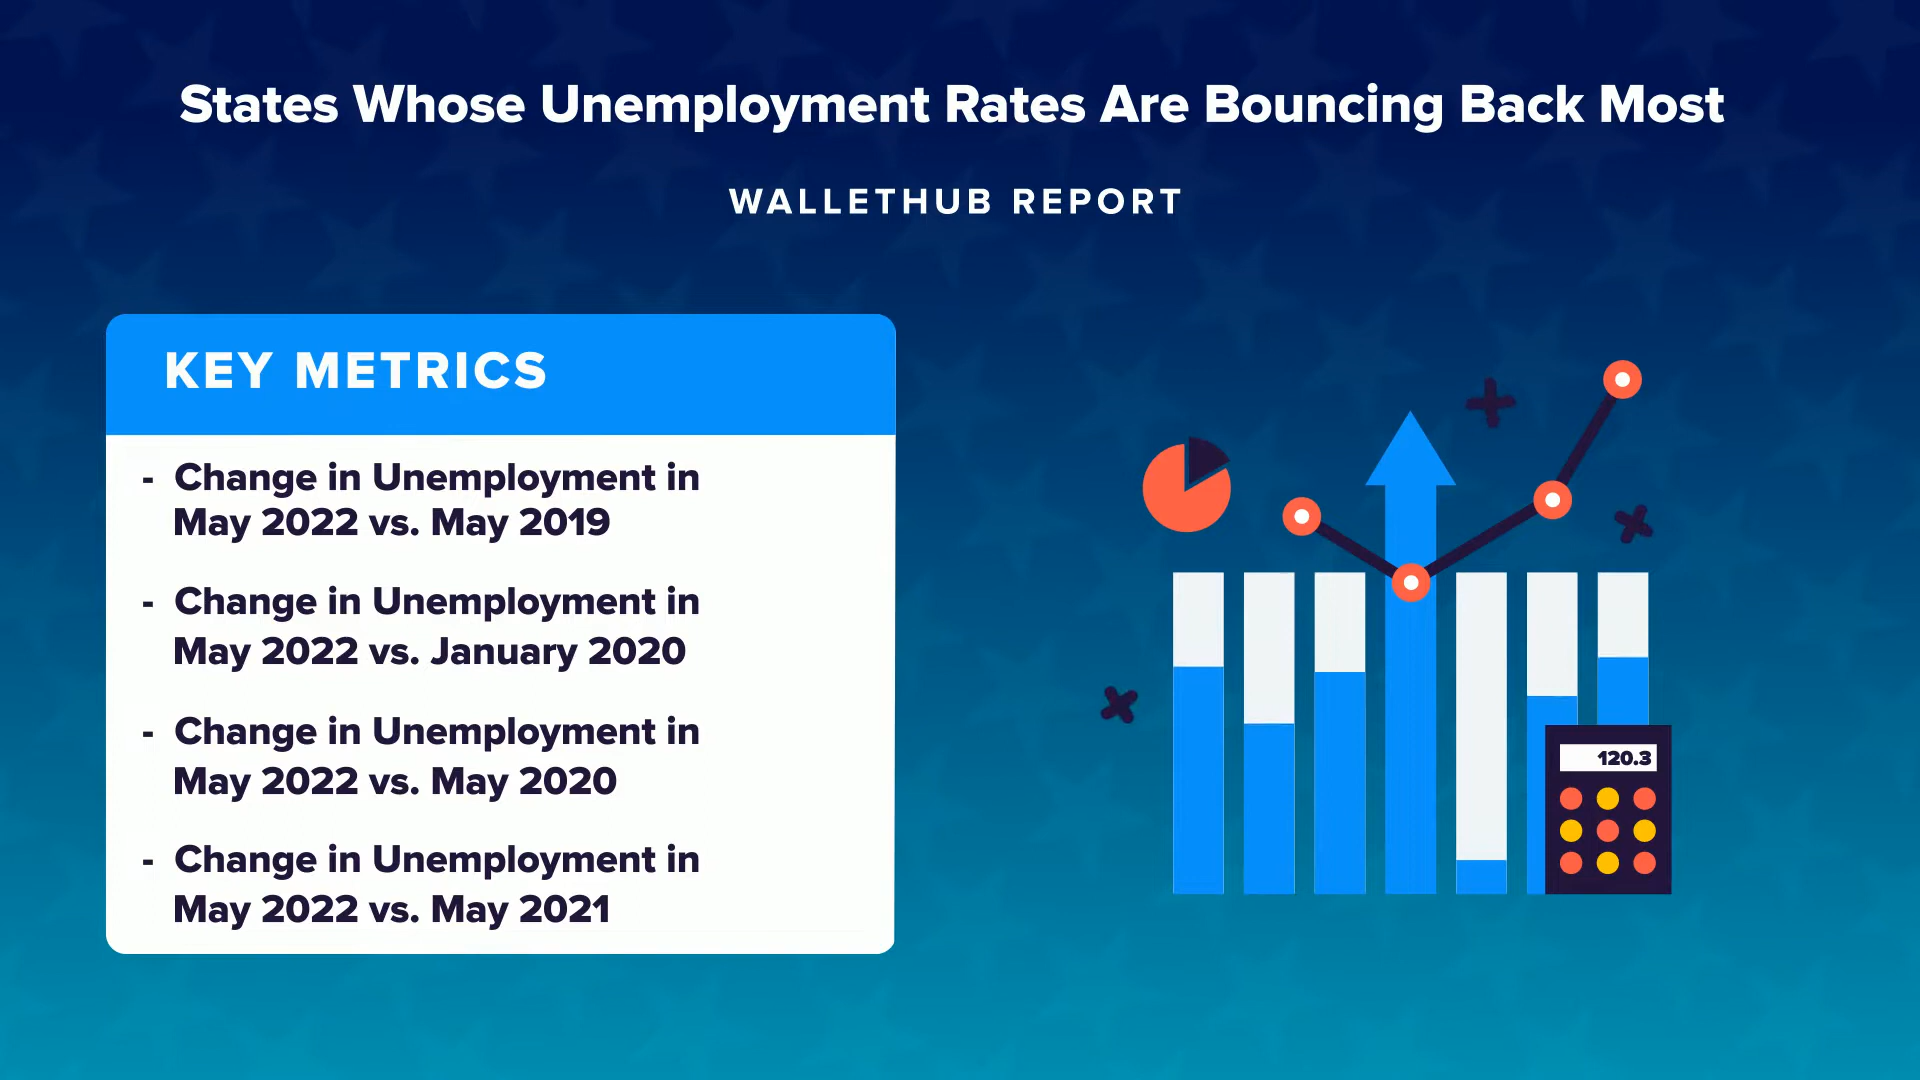 States Whose Unemployment Rates Are Bouncing Back Most
WALLETHUB REPORT
KEY METRICS
- Change in Unemployment in
May 2022 vs. May 2019
- Change in Unemployment in
May 2022 vs. January 2020
- Change in Unemployment in
May 2022 vs. May 2020
- Change in Unemployment in
May 2022 vs. May 2021
120.3